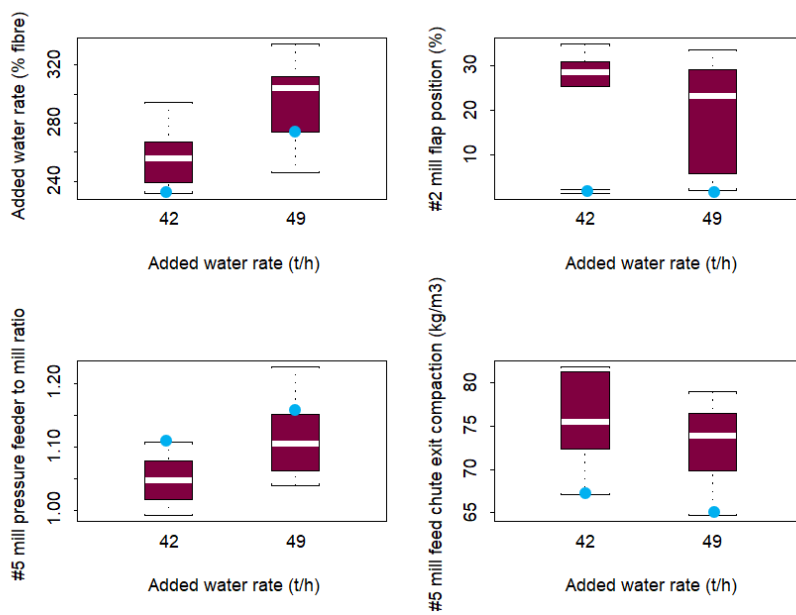 Added water rate (% fibre)
320
280
240
42
49
Added water rate (t/h)
#2 mill flap position (%)
30
20
10
42
49
Added water rate (t/h)
#5 mill pressure feeder to mill ratio
1.20
1.10
1.00
42
49
Added water rate (t/h)
#5 mill feed chute exit compaction (kg/m3)
80
75
70
65
42
49
Added water rate (t/h)